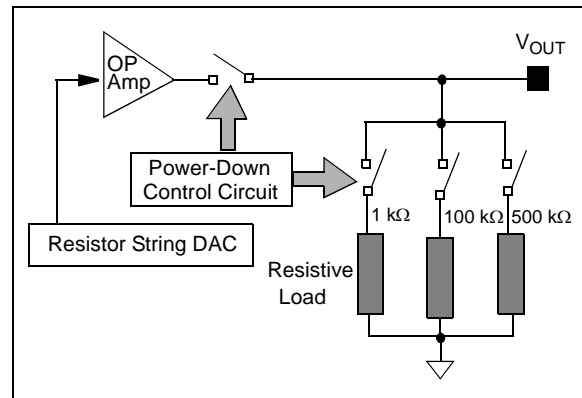 OP
Amp
VOUT
Power-Down
Control Circuit
1 kΩ
100 kΩ
500 kΩ
Resistor String DAC
Resistive
Load